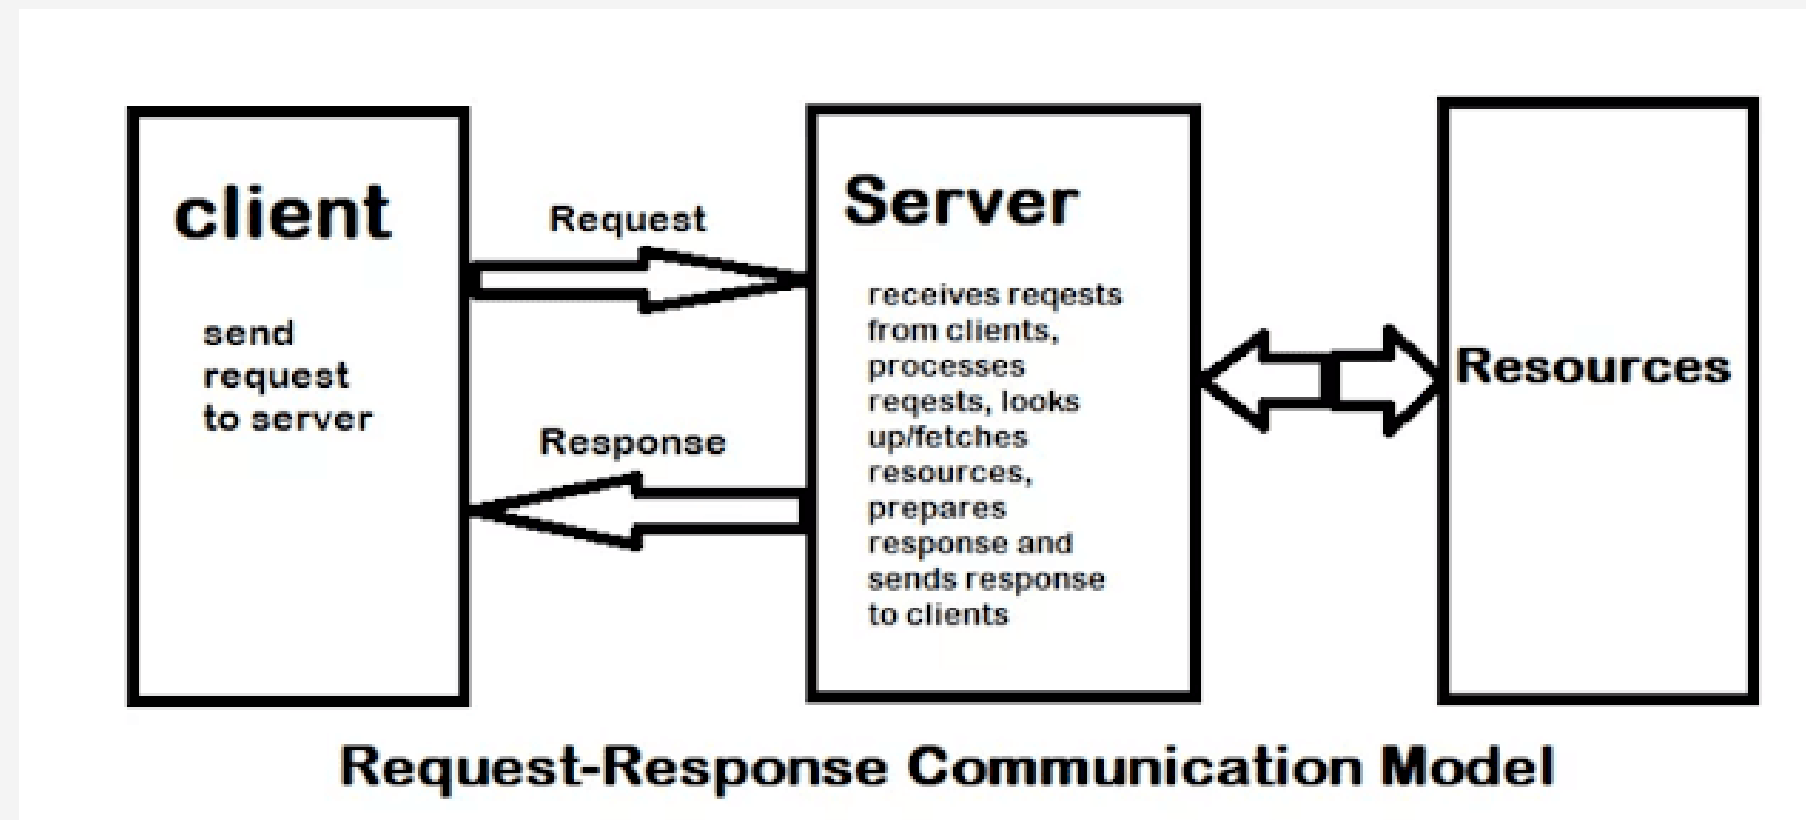 client
send
request
to server
Request
Response
Server
receives reqests
from clients,
processes
reqests, looks
up/fetches
resources,
prepares
response and
sends response
to clients
Resources
Request-Response Communication Model